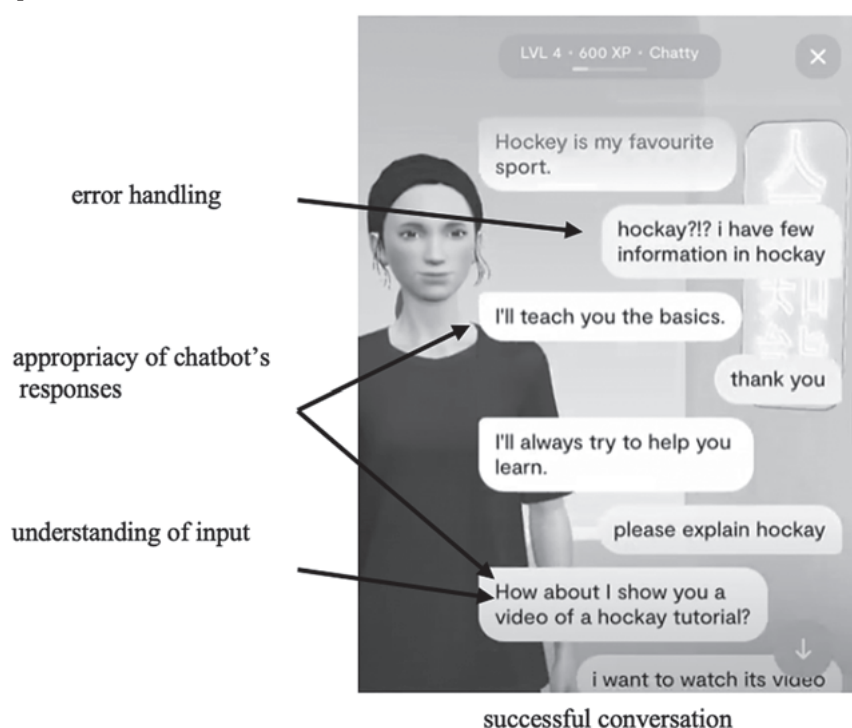 LVL 4 • 600 XP • Chatty
Hockey is my favourite
sport.
error handling
hockay?!? i have few
information in hockay
I'll teach you the basics.
appropriacy of chatbot's
responses
thank you
I'll always try to help you
learn.
understanding of input
please explain hockay
How about I show you a
video of a hockay tutorial?
i want to watch its video
successful conversation